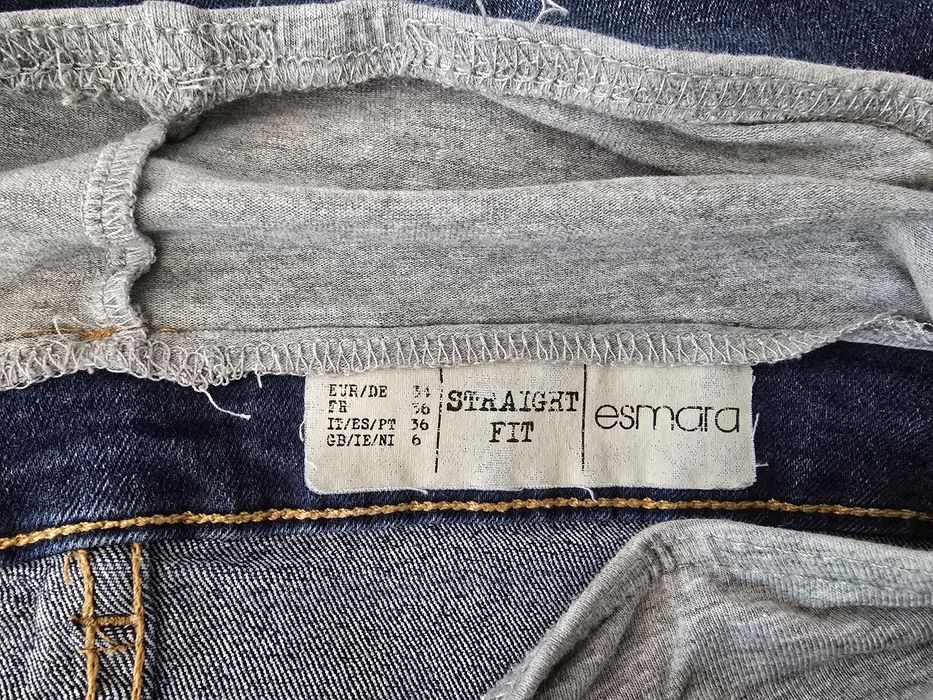 EUR/DE 34
FR 36
IT/ES/PT 36
GB/IE/NI 6
STRAIGHT
FIT
esmara